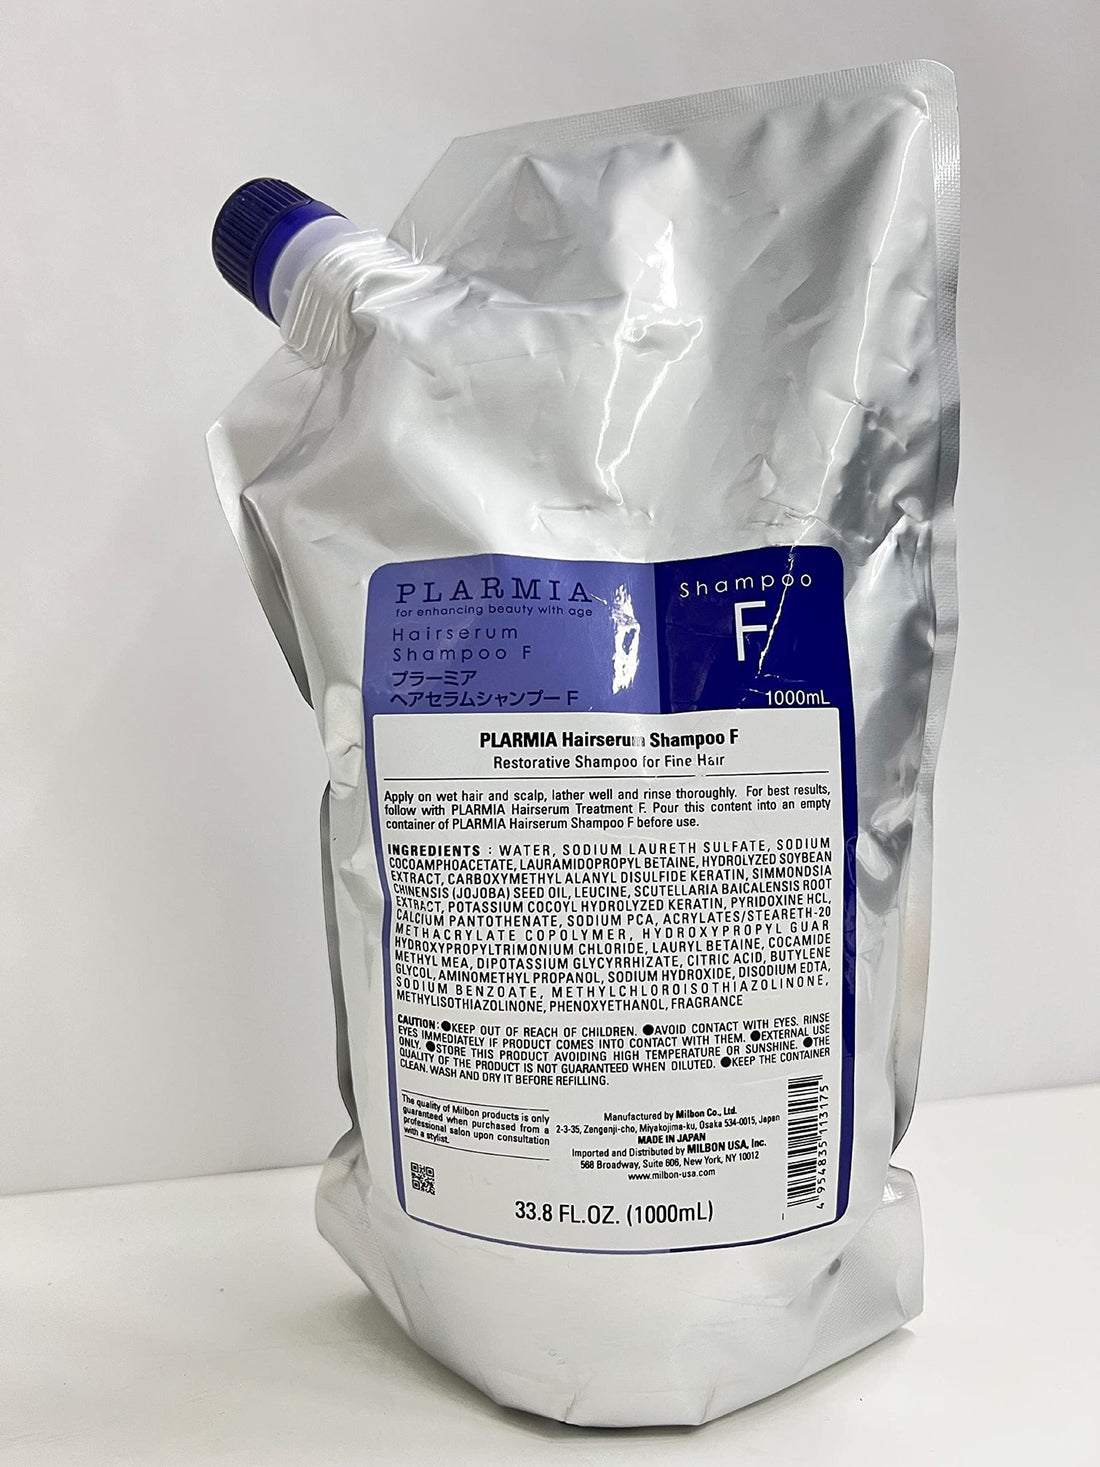 PLARMIA
for enhancing beauty with age
Hairserum
Shampoo F
プラーミア
ヘアセラムシャンプー F
Shampoo
F
1000mL
PLARMIA Hairserum Shampoo F
Restorative Shampoo for Fine Hair
Apply on wet hair and scalp, lather well and rinse thoroughly. For best results,
follow with PLARMIA Hairserum Treatment F. Pour this content into an empty
container of PLARMIA Hairserum Shampoo F before use.
INGREDIENTS : WATER, SODIUM LAURETH SULFATE, SODIUM
COCOAMPHOACETATE, LAURAMIDOPROPYL BETAINE, HYDROLYZED SOYBEAN
EXTRACT, CARBOXYMETHYL ALANYL DISULFIDE KERATIN, SIMMONDSIA
CHINENSIS (JOJOBA) SEED OIL, LEUCINE, SCUTELLARIA BAICALENSIS ROOT
EXTRACT, POTASSIUM COCOYL HYDROLYZED KERATIN, PYRIDOXINE HCL,
CALCIUM PANTOTHENATE, SODIUM PCA, ACRYLATES/STEARETH-20
METHACRYLATE COPOLYMER, HYDROXYPROPYL GUAR
HYDROXYPROPYLTRIMONIUM CHLORIDE, LAURYL BETAINE, COCAMIDE
METHYL MEA, DIPOTASSIUM GLYCYRRHIZATE, CITRIC ACID, BUTYLENE
GLYCOL, AMINOMETHYL PROPANOL, SODIUM HYDROXIDE, DISODIUM EDTA,
SODIUM BENZOATE, METHYLCHLOROISOTHIAZOLINONE,
METHYLISOTHIAZOLINONE, PHENOXYETHANOL, FRAGRANCE
CAUTION: ●KEEP OUT OF REACH OF CHILDREN. ●AVOID CONTACT WITH EYES. RINSE
EYES IMMEDIATELY IF PRODUCT COMES INTO CONTACT WITH THEM. ●EXTERNAL USE
ONLY. ●STORE THIS PRODUCT AVOIDING HIGH TEMPERATURE OR SUNSHINE. ●THE
QUALITY OF THE PRODUCT IS NOT GUARANTEED WHEN DILUTED. ●KEEP THE CONTAINER
CLEAN. WASH AND DRY IT BEFORE REFILLING.
The quality of Milbon products is only
guaranteed when purchased from a
professional salon upon consultation
with a stylist.
Manufactured by Milbon Co., Ltd.
2-3-35, Zengenji-cho, Miyakojima-ku, Osaka 534-0015, Japan
MADE IN JAPAN
Imported and Distributed by MILBON USA, Inc.
568 Broadway, Suite 606, New York, NY 10012
www.milbon-usa.com
33.8 FL.OZ. (1000mL)
4 954835 113175